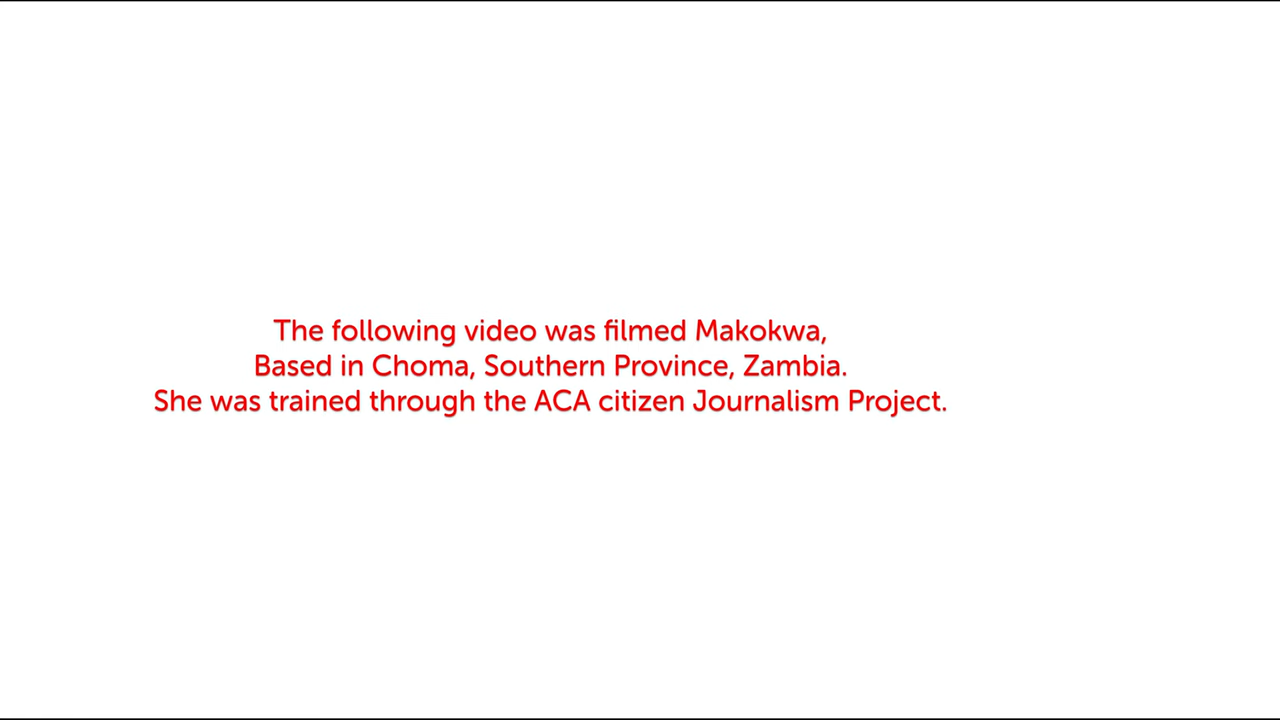 The following video was filmed Makokwa,
Based in Choma, Southern Province, Zambia.
She was trained through the ACA citizen Journalism Project.